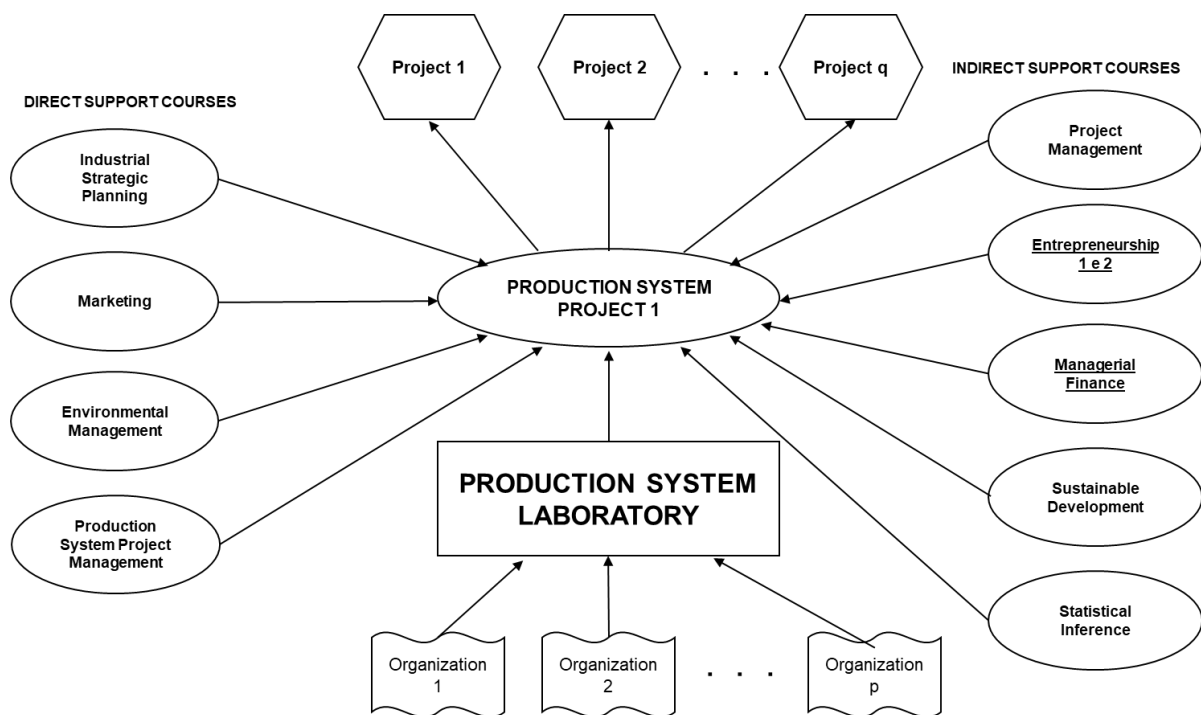 Project 1
Project 2
. . .
Project q
DIRECT SUPPORT COURSES
INDIRECT SUPPORT COURSES
Industrial
Strategic
Planning
Marketing
Environmental
Management
Production
System Project
Management
PRODUCTION SYSTEM
PROJECT 1
Project
Management
Entrepreneurship
1 e 2
Managerial
Finance
Sustainable
Development
Statistical
Inference
PRODUCTION SYSTEM
LABORATORY
Organization
1
Organization
2
. . .
Organization
p